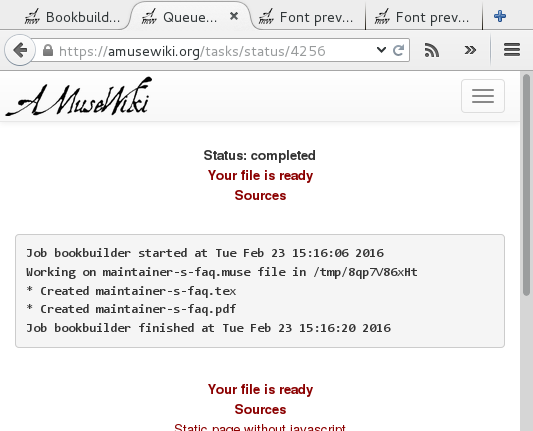 Bookbuild...
Queue...
Font prev...
Font prev...
https://amusewiki.org/tasks/status/4256
AMuseWiki
Status: completed
Your file is ready
Sources
Job bookbuilder started at Tue Feb 23 15:16:06 2016
Working on maintainer-s-faq.muse file in /tmp/8qp7V86xHt
* Created maintainer-s-faq.tex
* Created maintainer-s-faq.pdf
Job bookbuilder finished at Tue Feb 23 15:16:20 2016
Your file is ready
Sources
Static page without javascript